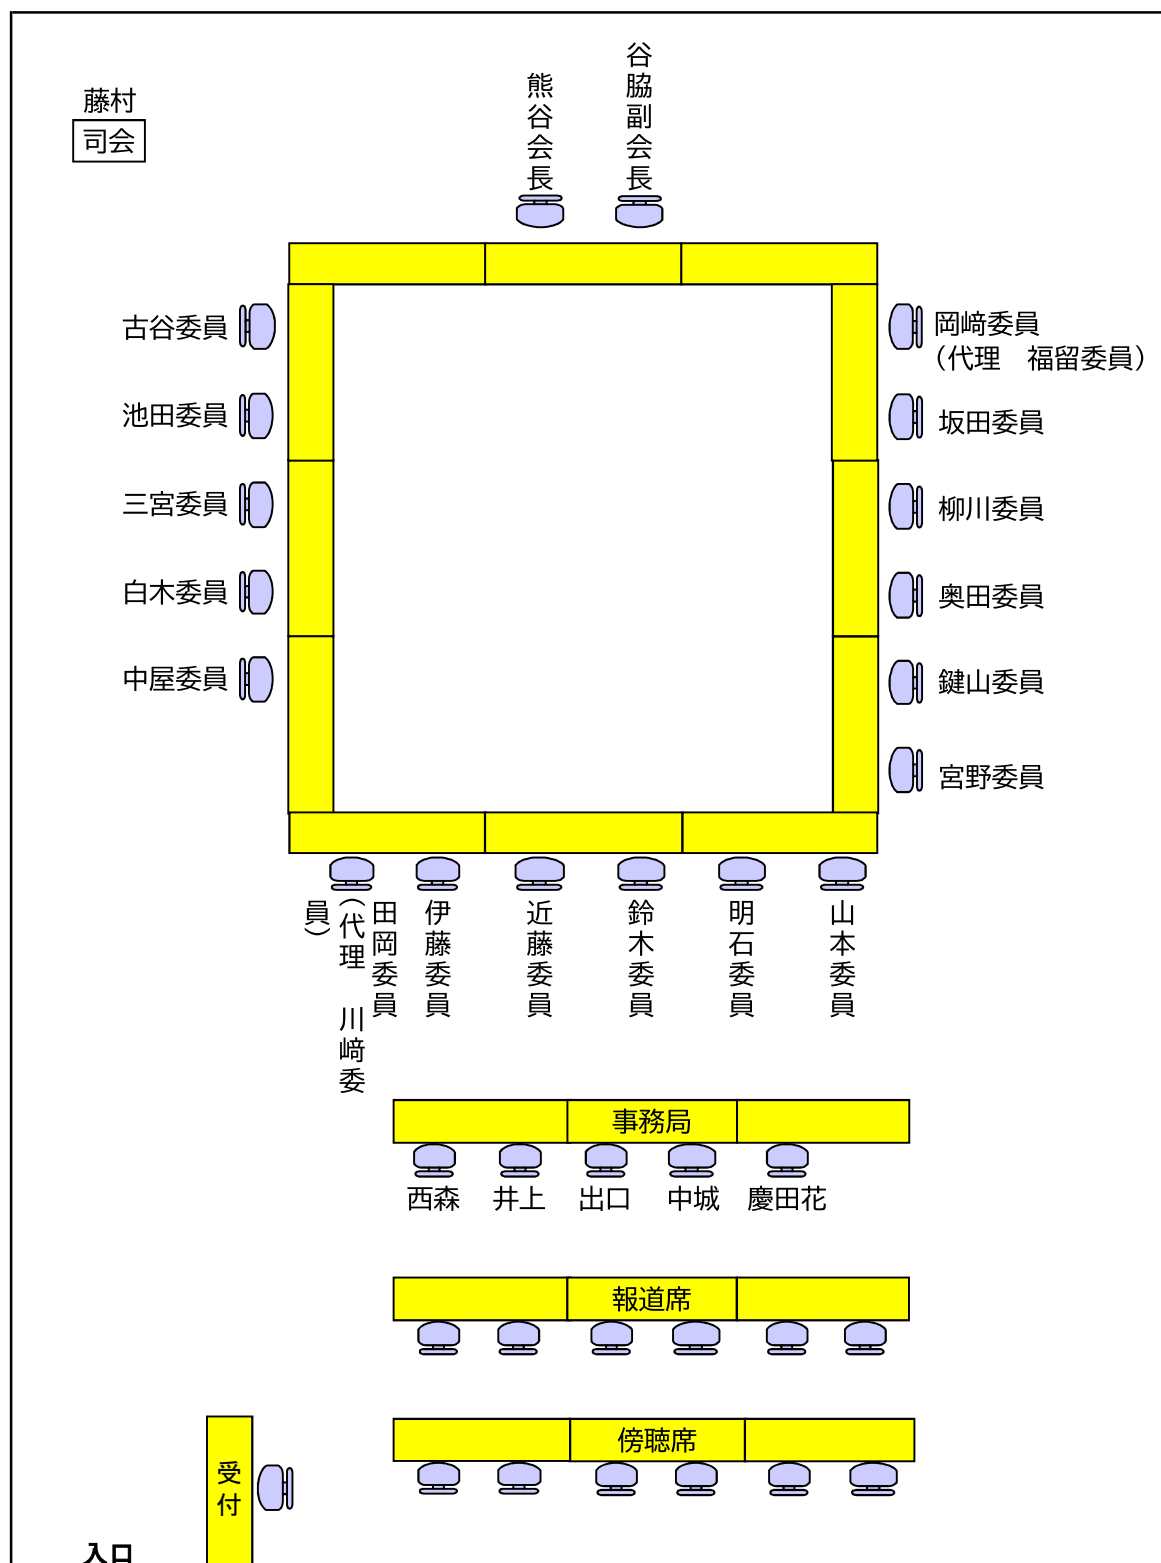 藤村
司会
熊谷会長
谷脇副会長
古谷委員
池田委員
三宮委員
白木委員
中屋委員
岡﨑委員
（代理　福留委員）
坂田委員
柳川委員
奥田委員
鍵山委員
宮野委員
田岡委員
（代理　川﨑委
員）
伊藤委員
近藤委員
鈴木委員
明石委員
山本委員
事務局
西森
井上
出口
中城
慶田花
報道席
傍聴席
受付
入口